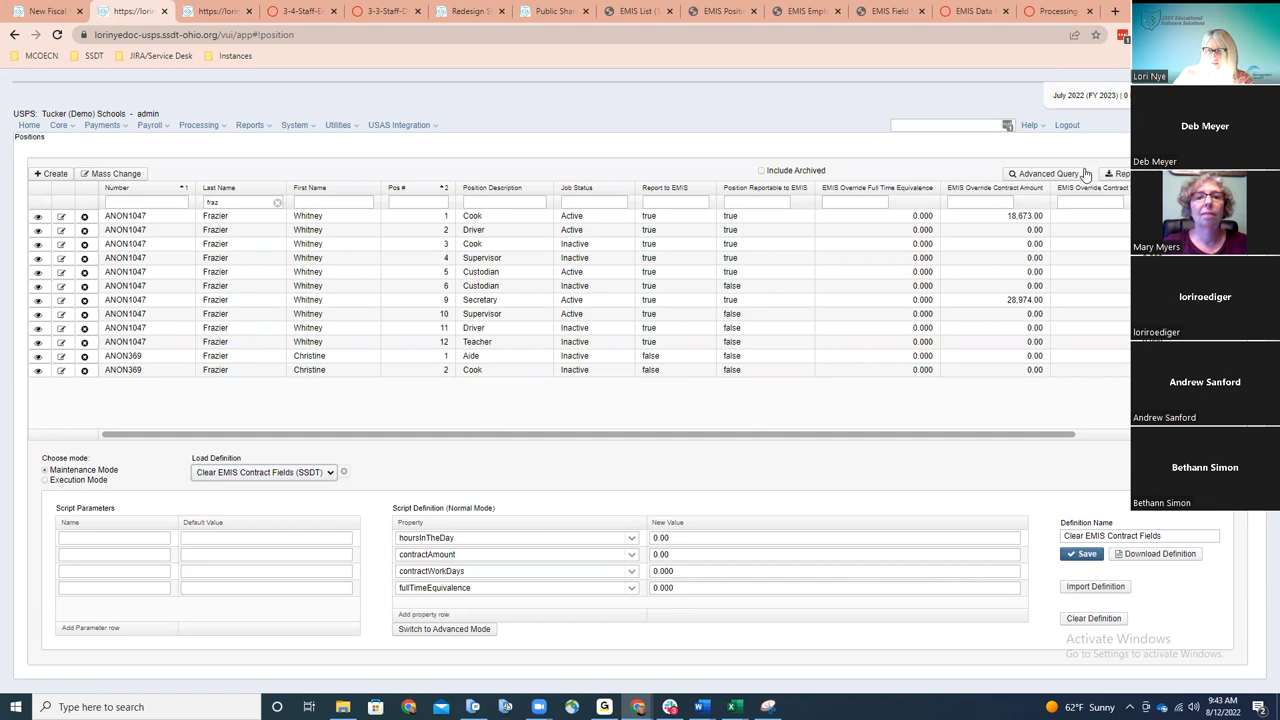 New Fiscal
https://lorin
https://lorin
3-4-Staff-E
3-3-Staff-D
Redirec
Public Shar
EMIS List
EMIS Posi
EMIS Empl
EMIS Field
EMIS Data
Processing
lorinyedocs.usps.ssdt-ohio.org/vui/app#!position
MCOECN
SSDT
JIRA/Service Desk
Instances
July 2022 (FY 2023) | 0
USPS: Tucker (Demo) Schools - admin
Home Core Payments Payroll Processing Reports System Utilities USAS Integration Help Logout
Positions
Create Mass Change Include Archived Advanced Query Rep
Number 1 Last Name First Name Pos # 2 Position Description Job Status Report to EMIS Position Reportable to EMIS EMIS Override Full Time Equivalence EMIS Override Contract Amount EMIS Override Contract
fraz
ANON1047 Frazier Whitney 1 Cook Active true true 0.000 18,673.00
ANON1047 Frazier Whitney 2 Driver Active true true 0.000 0.00
ANON1047 Frazier Whitney 3 Cook Inactive true false 0.000 0.00
ANON1047 Frazier Whitney 4 Supervisor Inactive true false 0.000 0.00
ANON1047 Frazier Whitney 5 Custodian Active true true 0.000 0.00
ANON1047 Frazier Whitney 6 Custodian Inactive true false 0.000 0.00
ANON1047 Frazier Whitney 9 Secretary Active true true 0.000 28,974.00
ANON1047 Frazier Whitney 10 Supervisor Active true false 0.000 0.00
ANON1047 Frazier Whitney 11 Driver Inactive true false 0.000 0.00
ANON1047 Frazier Whitney 12 Teacher Inactive true false 0.000 0.00
ANON369 Frazier Christine 1 Aide Inactive false false 0.000 0.00
ANON369 Frazier Christine 2 Cook Inactive false false 0.000 0.00
Choose mode:
Maintenance Mode
Execution Mode
Load Definition
Clear EMIS Contract Fields (SSDT)
Script Parameters
Name Default Value
Add Parameter row
Script Definition (Normal Mode)
Property New Value
hoursInTheDay 0.00
contractAmount 0.00
contractWorkDays 0.000
fullTimeEquivalence 0.000
Add property row
Switch to Advanced Mode
Definition Name
Clear EMIS Contract Fields
Save Download Definition
Import Definition
Clear Definition
Activate Windows
Go to Settings to activate Windows.
Lori Nye
Deb Meyer
Deb Meyer
Mary Myers
loriroediger
loriroediger
Andrew Sanford
Andrew Sanford
Bethann Simon
Bethann Simon
Type here to search
62°F Sunny
9:43 AM
8/12/2022
2